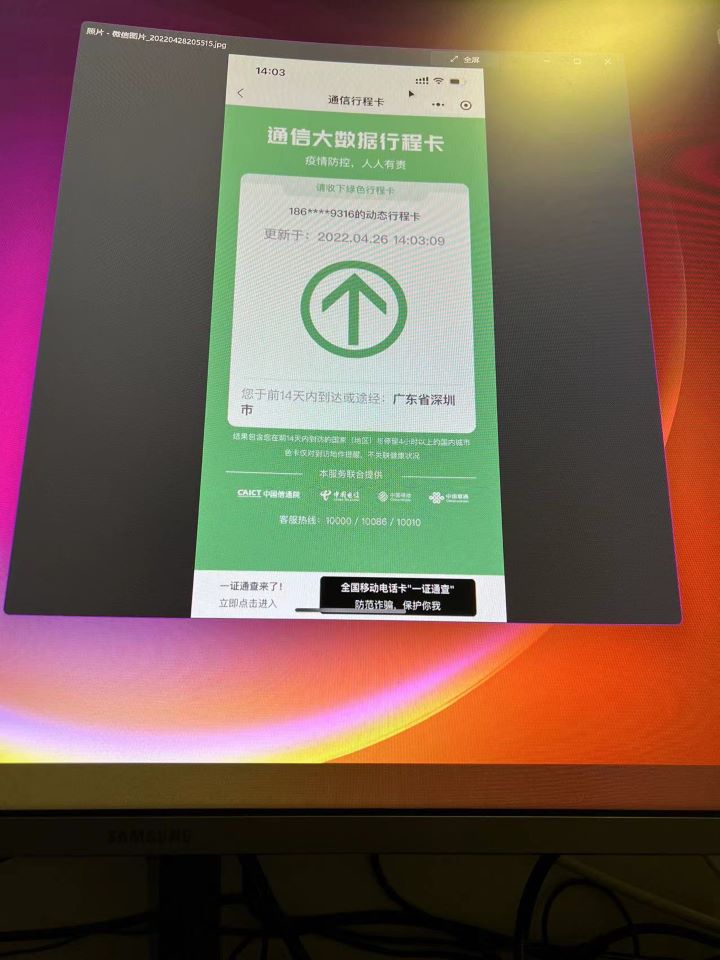 照片 - 微信图片_20220428205515.jpg
全屏
14:03
通信行程卡
通信大数据行程卡
疫情防控，人人有责
请收下绿色行程卡
186****9316的动态行程卡
更新于：2022.04.26 14:03:09
您于前14天内到达或途经：广东省深圳
市
结果包含您在前14天内到访的国家（地区）与停留4小时以上的国内城市
色卡仅对到访地作提醒，不关联健康状况
本服务联合提供
CAICT 中国信通院 中国电信 中国移动 中国联通
客服热线：10000 / 10086 / 10010
一证通查来了！ 全国移动电话卡"一证通查"
立即点击进入 防范诈骗，保护你我
SAMSUNG